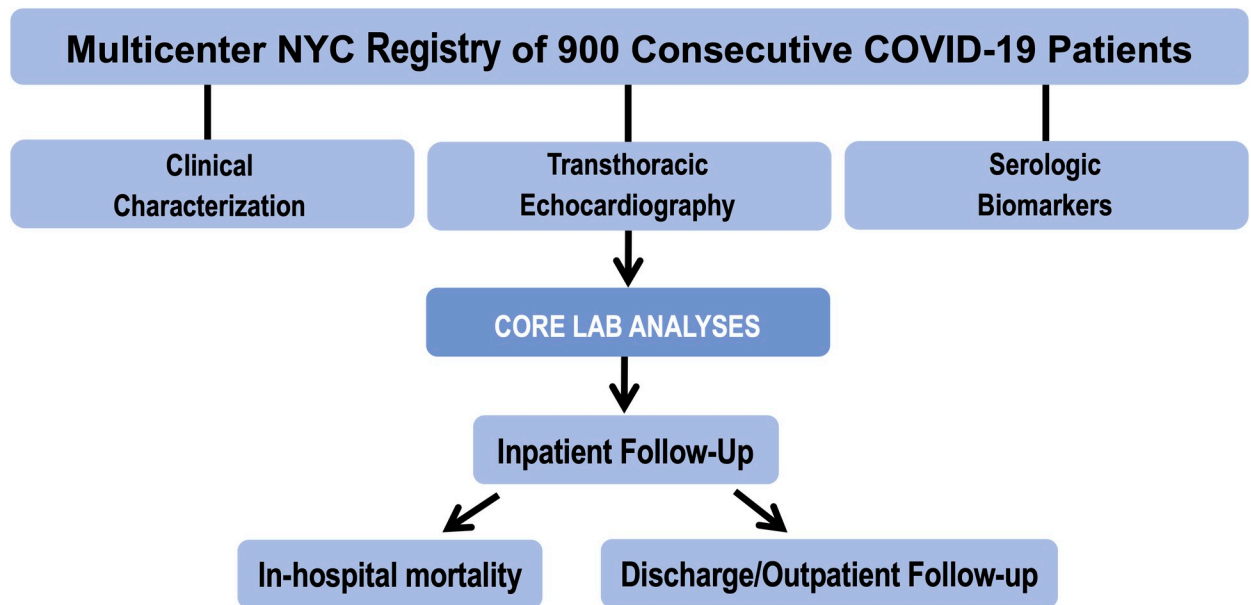 Multicenter NYC Registry of 900 Consecutive COVID-19 Patients
Clinical
Characterization
Transthoracic
Echocardiography
Serologic
Biomarkers
CORE LAB ANALYSES
Inpatient Follow-Up
In-hospital mortality
Discharge/Outpatient Follow-up